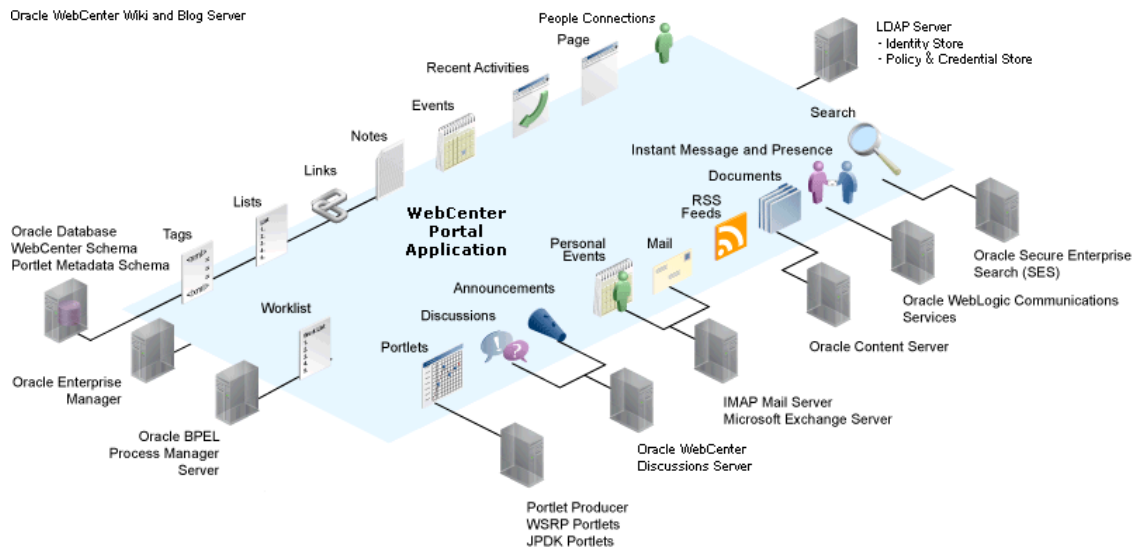 Oracle WebCenter Wiki and Blog Server
People Connections
Page
Recent Activities
Events
Notes
Links
Lists
Tags
Oracle Database
WebCenter Schema
Portlet Metadata Schema
LDAP Server
- Identity Store
- Policy & Credential Store
Search
Instant Message and Presence
Documents
RSS
Feeds
WebCenter
Portal
Application
Personal
Events
Mail
Announcements
Discussions
Portlets
Worklist
Oracle Enterprise
Manager
Oracle BPEL
Process Manager
Server
Oracle Secure Enterprise
Search (SES)
Oracle WebLogic Communications
Services
Oracle Content Server
IMAP Mail Server
Microsoft Exchange Server
Oracle WebCenter
Discussions Server
Portlet Producer
WSRP Portlets
JPDK Portlets